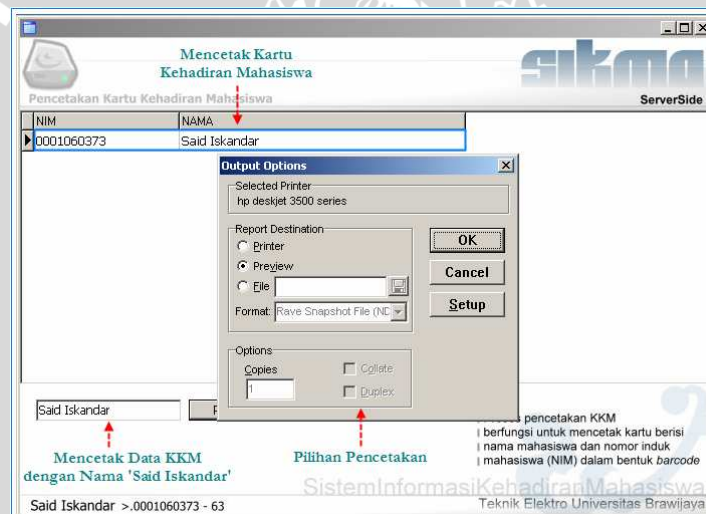 Mencetak Kartu
Kehadiran Mahasiswa
sikma
Pencetakan Kartu Kehadiran Mahasiswa
ServerSide
NIM NAMA
0001060373 Said Iskandar
Output Options
Selected Printer
hp deskjet 3500 series
Report Destination
Printer
Preview
File
Format: Rave Snapshot File (ND
OK
Cancel
Setup
Options
Copies
1
Collate
Duplex
Said Iskandar
Mencetak Data KKM
dengan Nama 'Said Iskandar'
Pilihan Pencetakan
pencetakan KKM
| berfungsi untuk mencetak kartu berisi
| nama mahasiswa dan nomor induk
| mahasiswa (NIM) dalam bentuk barcode
SistemInformasiKehadiranMahasiswa
Said Iskandar >.0001060373 - 63
Teknik Elektro Universitas Brawijaya